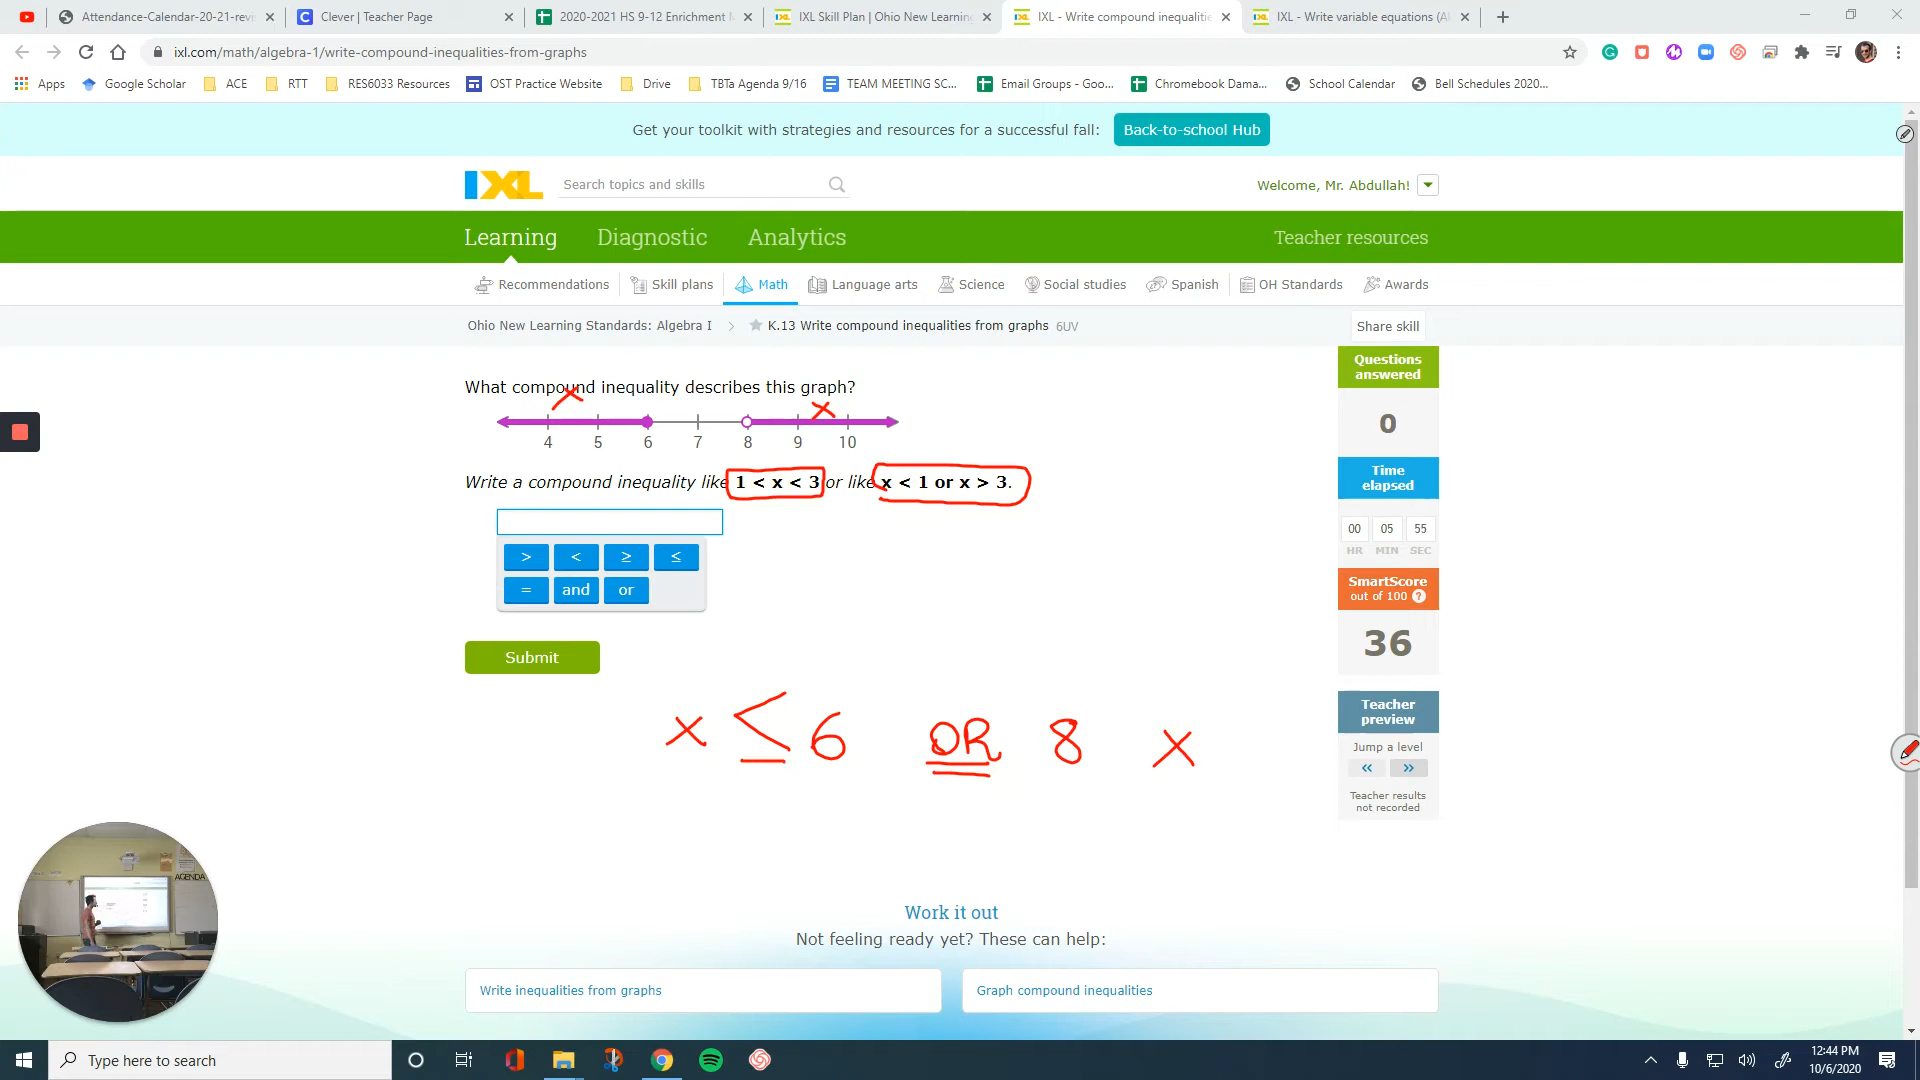 Attendance-Calendar-20-21-revis
Clever | Teacher Page
2020-2021 HS 9-12 Enrichment M
IXL Skill Plan | Ohio New Learning
IXL - Write compound inequalitie
IXL - Write variable equations (Al
ixl.com/math/algebra-1/write-compound-inequalities-from-graphs
Apps Google Scholar ACE RTT RES6033 Resources OST Practice Website Drive TBTa Agenda 9/16 TEAM MEETING SC... Email Groups - Goo... Chromebook Dama... School Calendar Bell Schedules 2020...
Get your toolkit with strategies and resources for a successful fall: Back-to-school Hub
IXL Search topics and skills Welcome, Mr. Abdullah!
Learning Diagnostic Analytics Teacher resources
Recommendations Skill plans Math Language arts Science Social studies Spanish OH Standards Awards
Ohio New Learning Standards: Algebra I > K.13 Write compound inequalities from graphs 6UV
Share skill
What compound inequality describes this graph?
x x
4 5 6 7 8 9 10
Write a compound inequality like 1 < x < 3 or like x < 1 or x > 3.
> < ≥ ≤
= and or
Submit
x ≤ 6 OR 8 x
Questions
answered
0
Time
elapsed
00 05 55
HR MIN SEC
SmartScore
out of 100 ?
36
Teacher
preview
Jump a level
« »
Teacher results
not recorded
AGENDA
Work it out
Not feeling ready yet? These can help:
Write inequalities from graphs Graph compound inequalities
Type here to search
12:44 PM
10/6/2020